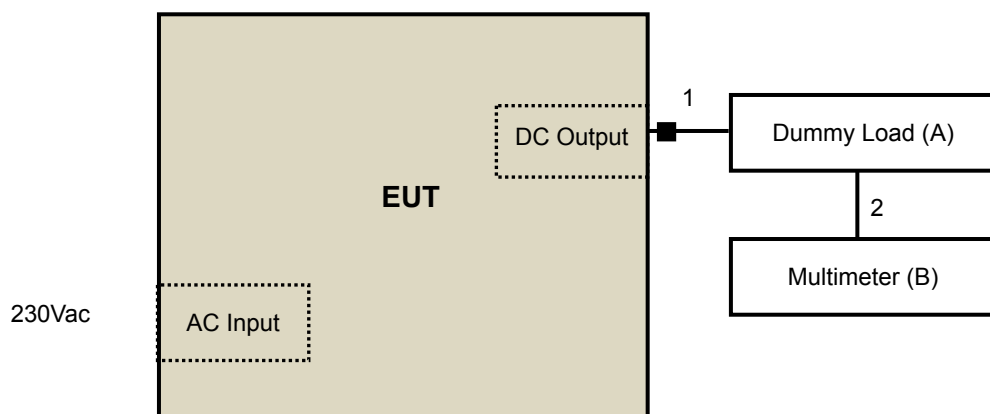 1
DC Output
Dummy Load (A)
EUT
2
Multimeter (B)
230Vac
AC Input